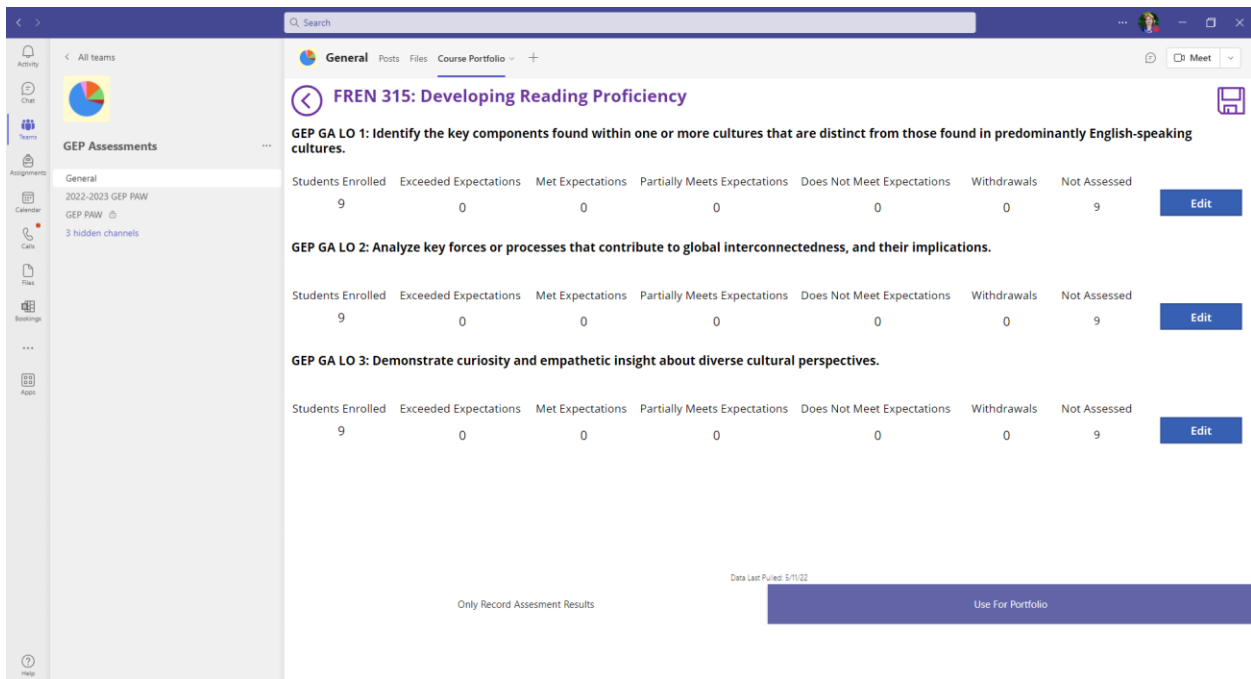 Search
Activity
Chat
Teams
Assignments
Calendar
Calls
Files
Bookings
Apps
Help
All teams
GEP Assessments
General
2022-2023 GEP PAW
GEP PAW
3 hidden channels
General Posts Files Course Portfolio
Meet
FREN 315: Developing Reading Proficiency
GEP GA LO 1: Identify the key components found within one or more cultures that are distinct from those found in predominantly English-speaking
cultures.
Students Enrolled Exceeded Expectations Met Expectations Partially Meets Expectations Does Not Meet Expectations Withdrawals Not Assessed
9 0 0 0 0 0 9 Edit
GEP GA LO 2: Analyze key forces or processes that contribute to global interconnectedness, and their implications.
Students Enrolled Exceeded Expectations Met Expectations Partially Meets Expectations Does Not Meet Expectations Withdrawals Not Assessed
9 0 0 0 0 0 9 Edit
GEP GA LO 3: Demonstrate curiosity and empathetic insight about diverse cultural perspectives.
Students Enrolled Exceeded Expectations Met Expectations Partially Meets Expectations Does Not Meet Expectations Withdrawals Not Assessed
9 0 0 0 0 0 9 Edit
Data Last Pulled: 5/11/22
Only Record Assesment Results Use For Portfolio